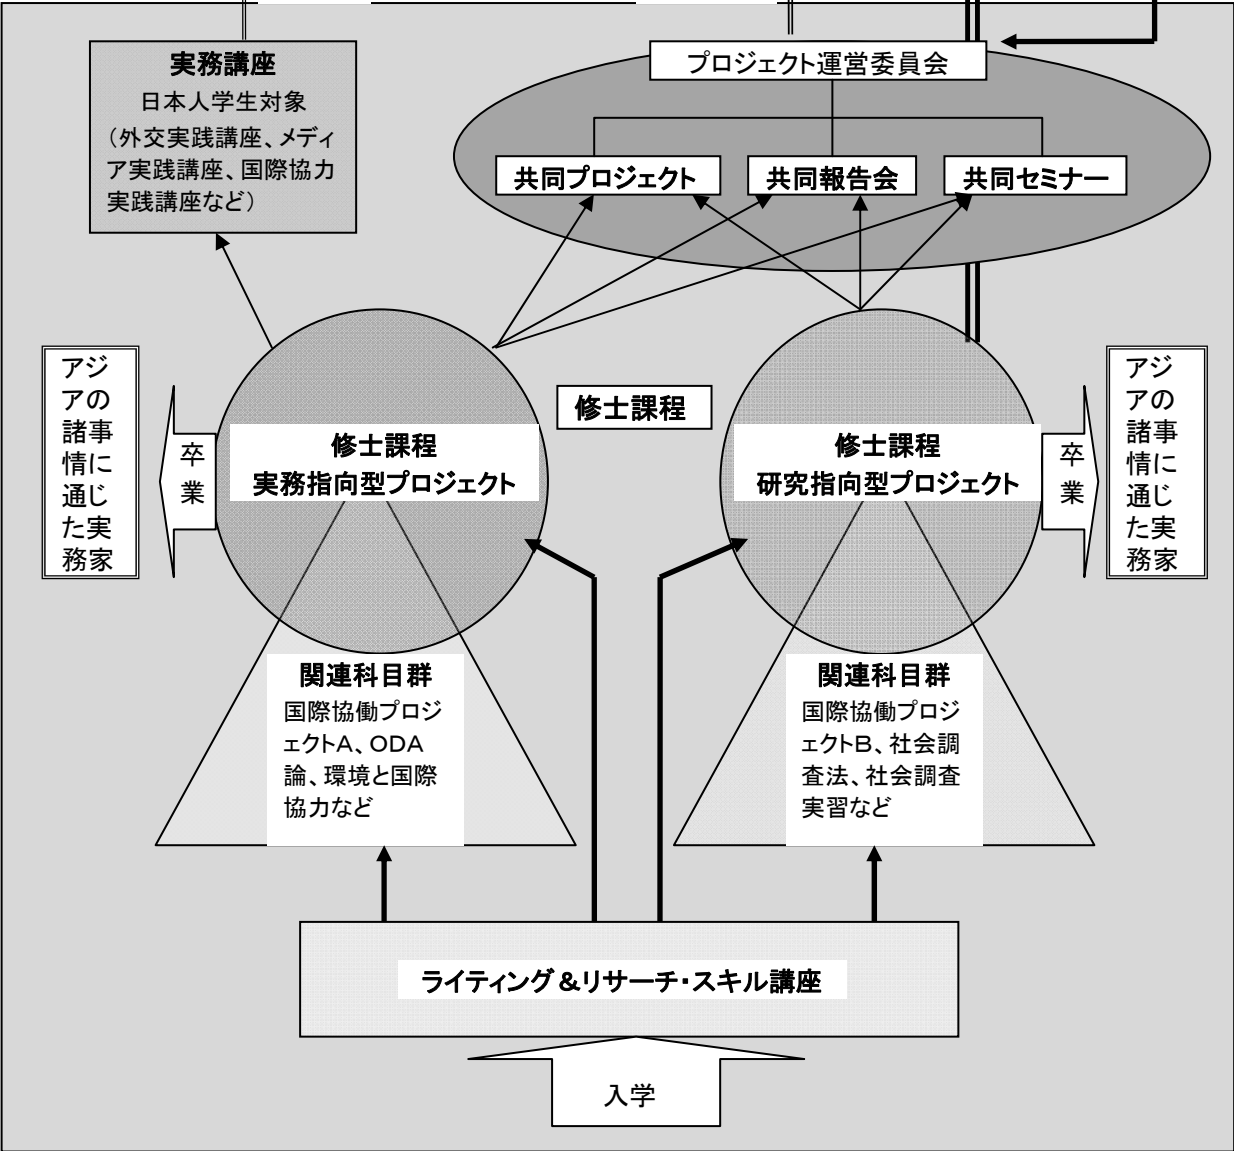 実務講座
日本人学生対象
（外交実践講座、メディ
ア実践講座、国際協力
実践講座など）
プロジェクト運営委員会
共同プロジェクト
共同報告会
共同セミナー
アジ
アの
諸事
情に
通じ
た実
務家
卒
業
修士課程
実務指向型プロジェクト
修士課程
修士課程
研究指向型プロジェクト
卒
業
アジ
アの
諸事
情に
通じ
た実
務家
関連科目群
国際協働プロジ
ェクトA、ODA
論、環境と国際
協力など
関連科目群
国際協働プロジ
ェクトB、社会調
査法、社会調査
実習など
ライティング＆リサーチ・スキル講座
入学